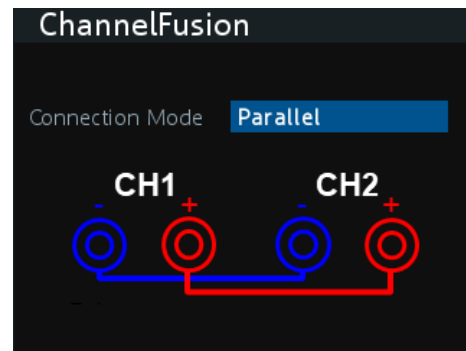 ChannelFusion
Connection Mode Parallel
CH1 CH2
- + - +